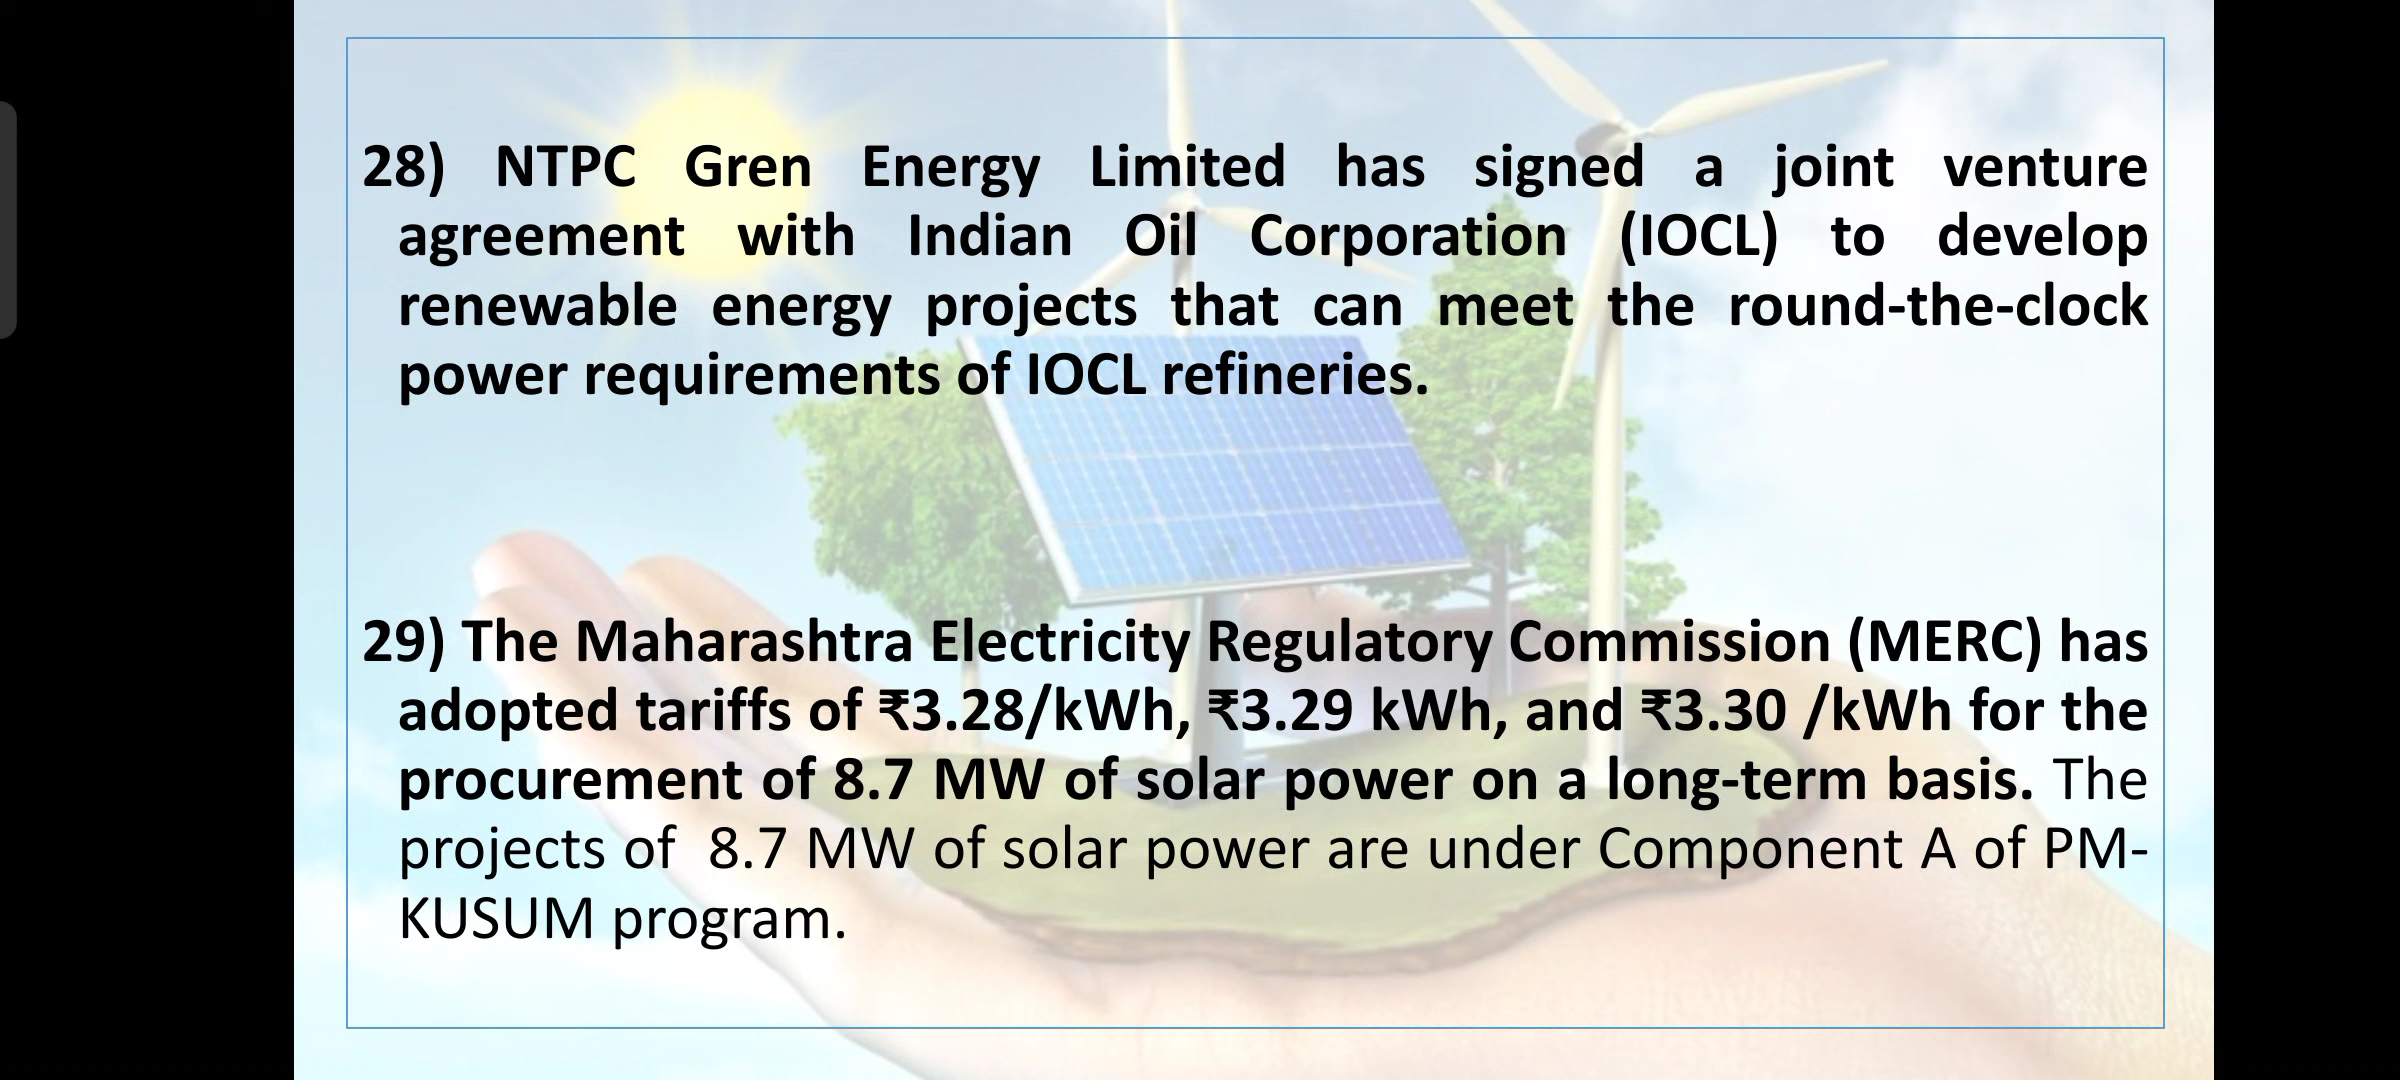 28) NTPC Gren Energy Limited has signed a joint venture
agreement with Indian Oil Corporation (IOCL) to develop
renewable energy projects that can meet the round-the-clock
power requirements of IOCL refineries.
29) The Maharashtra Electricity Regulatory Commission (MERC) has
adopted tariffs of ₹3.28/kWh, ₹3.29 kWh, and ₹3.30 /kWh for the
procurement of 8.7 MW of solar power on a long-term basis. The
projects of  8.7 MW of solar power are under Component A of PM-
KUSUM program.